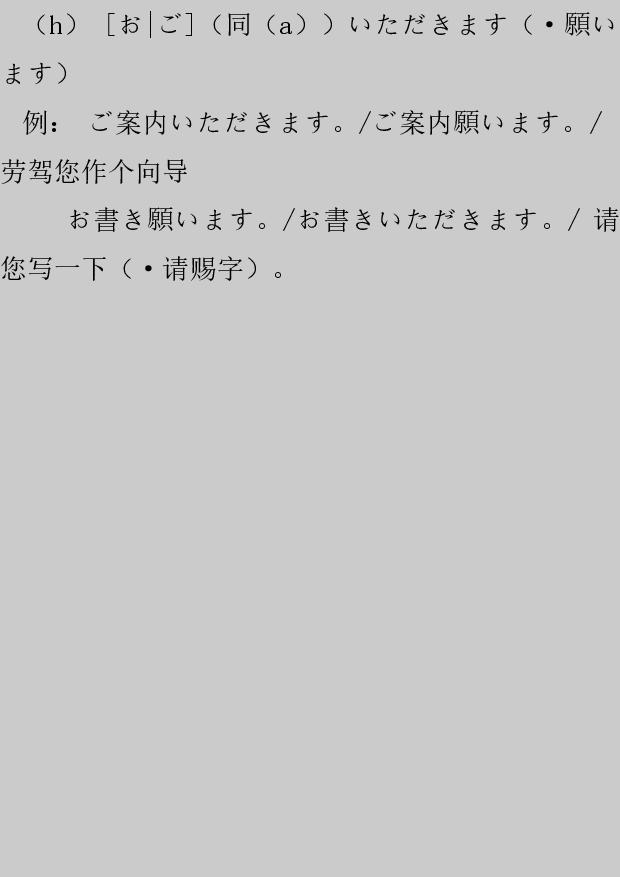 （h）［お|ご］（同（a））いただきます（・願い
ます）
例： ご案内いただきます。/ご案内願います。/
劳驾您作个向导
お書き願います。/お書きいただきます。/ 请
您写一下（・请赐字）。